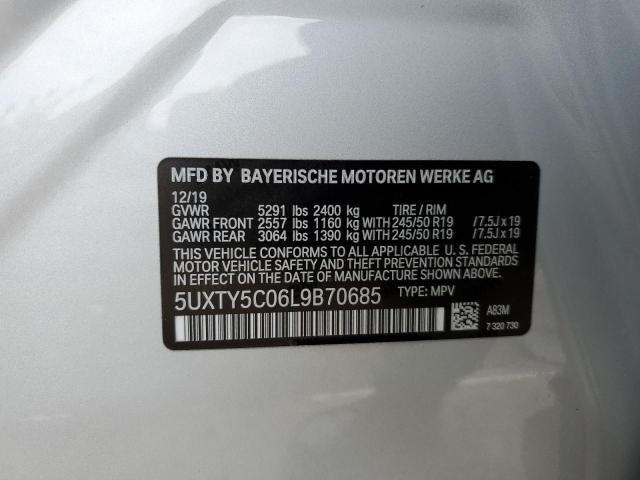 MFD BY BAYERISCHE MOTOREN WERKE AG
12/19
GVWR 5291 lbs 2400 kg TIRE / RIM
GAWR FRONT 2557 lbs 1160 kg WITH 245/50 R19 / 7.5J x 19
GAWR REAR 3064 lbs 1390 kg WITH 245/50 R19 / 7.5J x 19
THIS VEHICLE CONFORMS TO ALL APPLICABLE U. S. FEDERAL
MOTOR VEHICLE SAFETY AND THEFT PREVENTION STANDARDS
IN EFFECT ON THE DATE OF MANUFACTURE SHOWN ABOVE.
5UXTY5C06L9B70685 TYPE: MPV
A83M
7 320 730